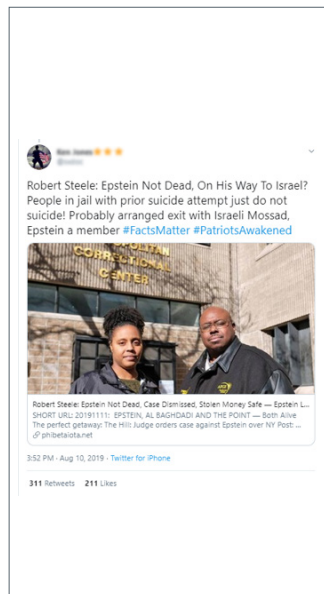 Robert Steele: Epstein Not Dead, On His Way To Israel?
People in jail with prior suicide attempt just do not
suicide! Probably arranged exit with Israeli Mossad,
Epstein a member #FactsMatter #PatriotsAwakened
CORRECTIONAL
CENTER
Robert Steele: Epstein Not Dead, Case Dismissed, Stolen Money Safe — Epstein L...
SHORT URL: 20191111: EPSTEIN, AL BAGHDADI AND THE POINT — Both Alive
The perfect getaway: The Hill: Judge orders case against Epstein over NY Post: ...
phibetaiota.net
3:52 PM · Aug 10, 2019 · Twitter for iPhone
311 Retweets 211 Likes